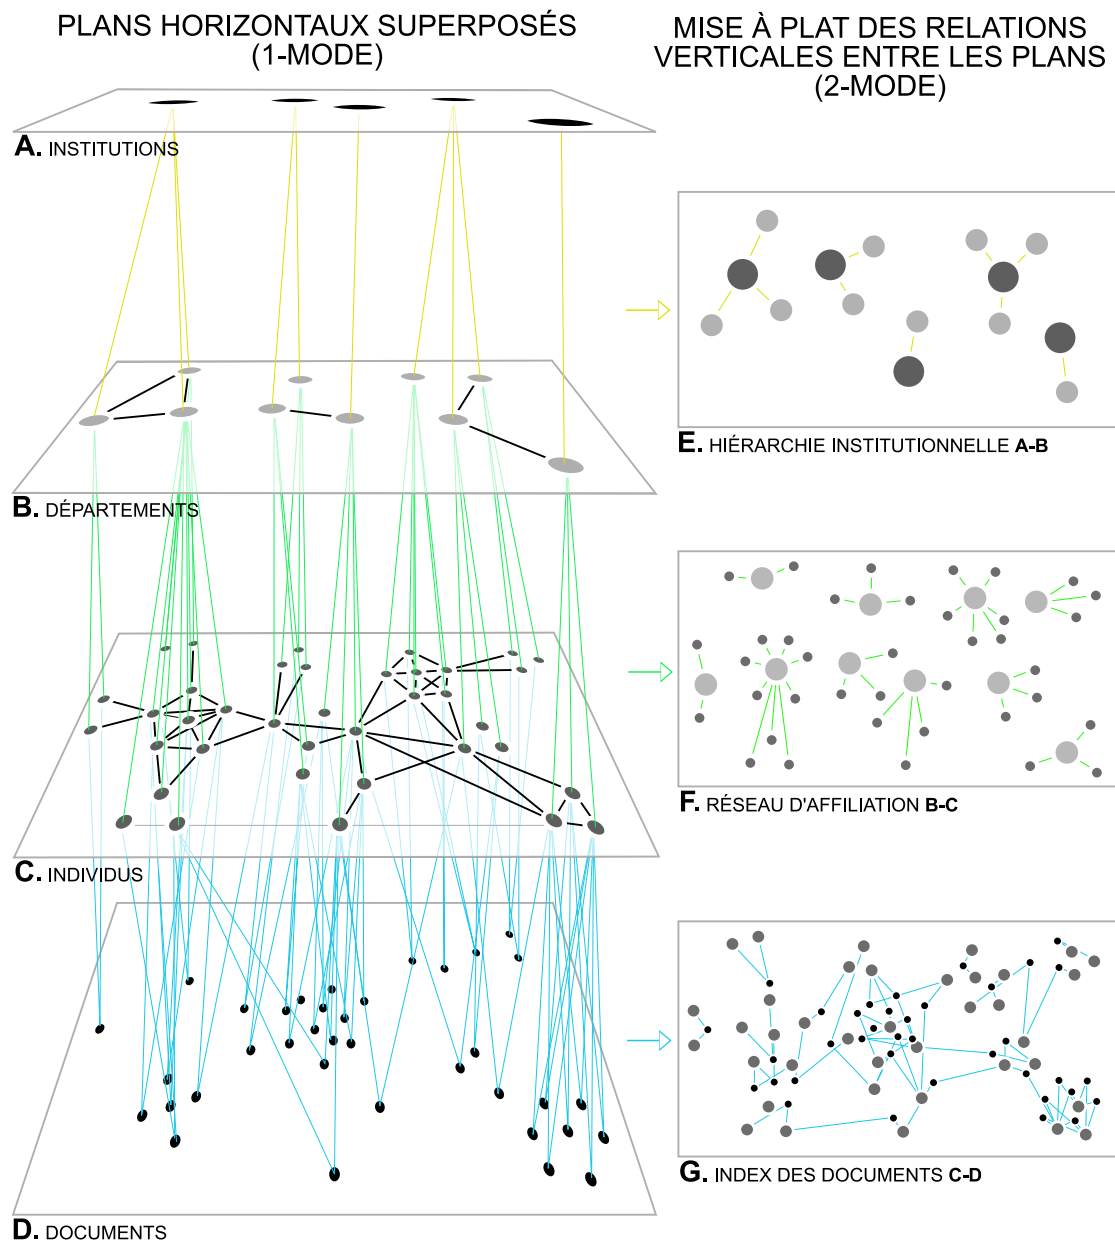 PLANS HORIZONTAUX SUPERPOSÉS
(1-MODE)
MISE À PLAT DES RELATIONS
VERTICALES ENTRE LES PLANS
(2-MODE)
A. INSTITUTIONS
E. HIÉRARCHIE INSTITUTIONNELLE A-B
B. DÉPARTEMENTS
F. RÉSEAU D'AFFILIATION B-C
C. INDIVIDUS
G. INDEX DES DOCUMENTS C-D
D. DOCUMENTS